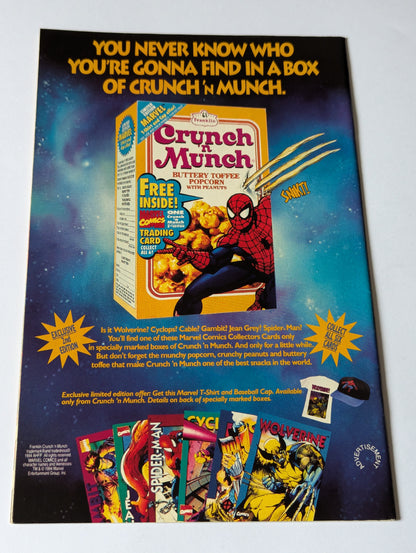 YOU NEVER KNOW WHO
YOU'RE GONNA FIND IN A BOX
OF CRUNCH 'N MUNCH.
MARVEL
Franklin
Crunch
'n
Munch
BUTTERY TOFFEE
POPCORN
WITH PEANUTS
FREE
INSIDE!
ONE
MARVEL
COMICS
TRADING
CARD
COLLECT
ALL 6!
SNIKT!
EXCLUSIVE
2nd
EDITION
Is it Wolverine? Cyclops? Cable? Gambit? Jean Grey? Spider-Man?
You'll find one of these Marvel Comics Collectors Cards only
in specially marked boxes of Crunch 'n Munch. And only for a little while.
But don't forget the munchy popcorn, crunchy peanuts and buttery
toffee that make Crunch 'n Munch one of the best snacks in the world.
COLLECT
ALL SIX
CARDS!
Exclusive limited edition offer: Get this Marvel T-Shirt and Baseball Cap. Available
only from Crunch 'n Munch. Details on back of specially marked boxes.
SPIDER-MAN
CYCL
WOLVERINE
ADVERTISEMENT